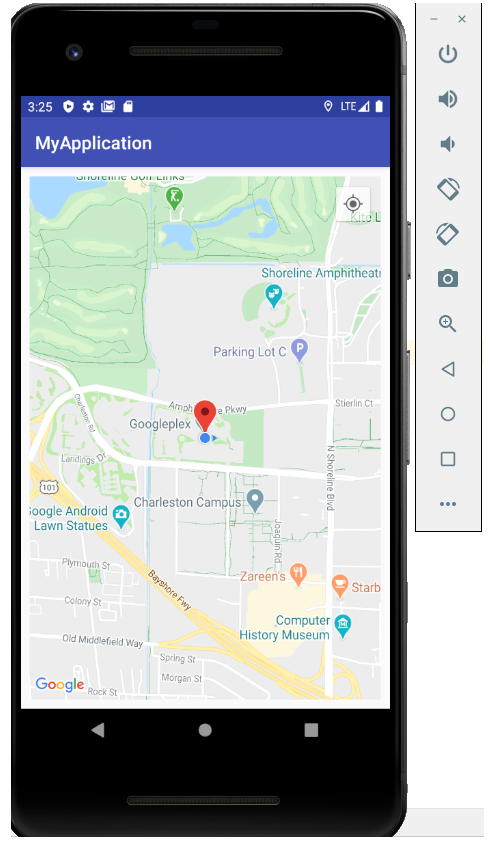 3:25
LTE
MyApplication
Shoreline Golf Links
Kite L
Shoreline Amphitheatr
Parking Lot C
Stierlin Ct
Charleston Rd
Amph e Pkwy
Googleplex
N Shoreline Blvd
Landings Dr
101
Charleston Campus
Google Android
Lawn Statues
Joaquin Rd
Plymouth St
Bayshore Fwy
Zareen's
Starb
Colony St
Computer
History Museum
Old Middlefield Way
Spring St
Morgan St
Google
Rock St